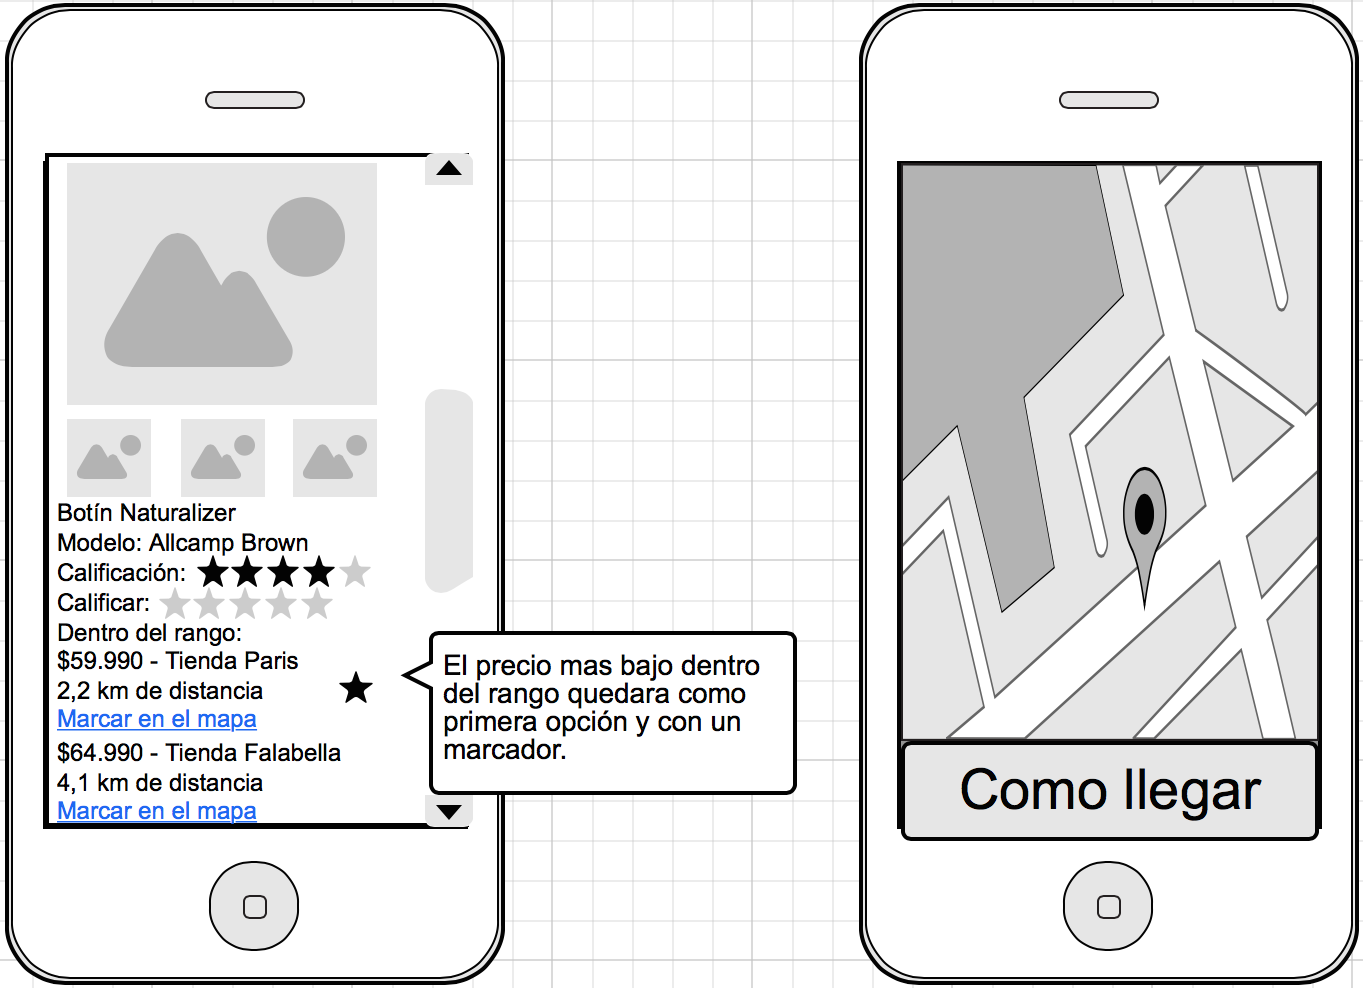 Botín Naturalizer
Modelo: Allcamp Brown
Calificación:
Calificar:
Dentro del rango:
$59.990 - Tienda Paris
2,2 km de distancia
Marcar en el mapa
$64.990 - Tienda Falabella
4,1 km de distancia
Marcar en el mapa
El precio mas bajo dentro
del rango quedara como
primera opción y con un
marcador.
Como llegar